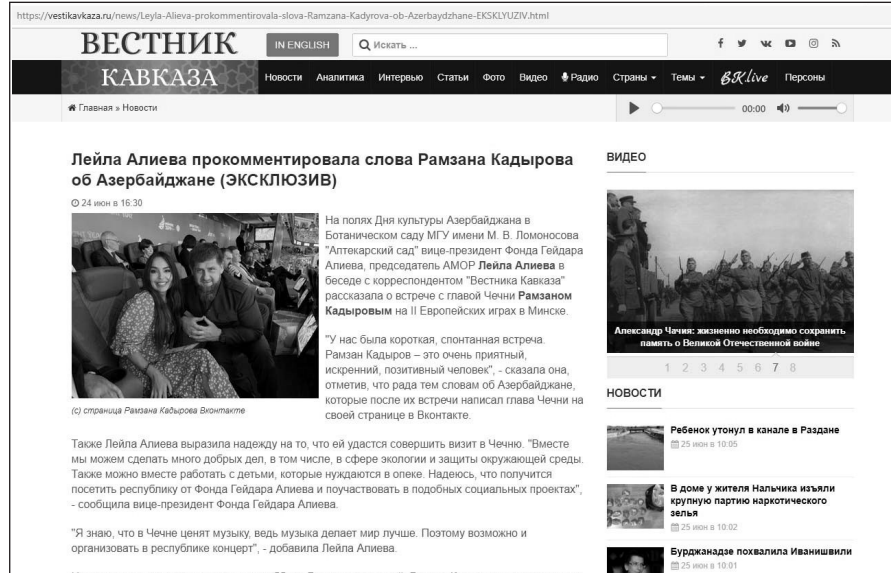 https://vestikavkaza.ru/news/Leyla-Alieva-prokommentirovala-slova-Ramzana-Kadyrova-ob-Azerbaydzhane-EKSKLYUZIV.html
ВЕСТНИК
КАВКАЗА
IN ENGLISH
Искать ...
Новости Аналитика Интервью Статьи Фото Видео Радио Страны Темы BK.live Персоны
Главная » Новости
00:00
Лейла Алиева прокомментировала слова Рамзана Кадырова
об Азербайджане (ЭКСКЛЮЗИВ)
24 июн в 16:30
На полях Дня культуры Азербайджана в
Ботаническом саду МГУ имени М. В. Ломоносова
"Аптекарский сад" вице-президент Фонда Гейдара
Алиева, председатель АМОР Лейла Алиева в
беседе с корреспондентом "Вестника Кавказа"
рассказала о встрече с главой Чечни Рамзаном
Кадыровым на II Европейских играх в Минске.
"У нас была короткая, спонтанная встреча.
Рамзан Кадыров – это очень приятный,
искренний, позитивный человек", - сказала она,
отметив, что рада тем словам об Азербайджане,
которые после их встречи написал глава Чечни на
своей странице в Вконтакте.
(c) страница Рамзана Кадырова Вконтакте
Также Лейла Алиева выразила надежду на то, что ей удастся совершить визит в Чечню. "Вместе
мы можем сделать много добрых дел, в том числе, в сфере экологии и защиты окружающей среды.
Также можно вместе работать с детьми, которые нуждаются в опеке. Надеюсь, что получится
посетить республику от Фонда Гейдара Алиева и поучаствовать в подобных социальных проектах",
- сообщила вице-президент Фонда Гейдара Алиева.
"Я знаю, что в Чечне ценят музыку, ведь музыка делает мир лучше. Поэтому возможно и
организовать в республике концерт", - добавила Лейла Алиева.
ВИДЕО
Александр Чачия: жизненно необходимо сохранить
память о Великой Отечественной войне
1 2 3 4 5 6 7 8
НОВОСТИ
Ребенок утонул в канале в Раздане
25 июн в 10:05
В доме у жителя Нальчика изъяли
крупную партию наркотического
зелья
25 июн в 10:02
Бурджанадзе похвалила Иванишвили
25 июн в 10:01